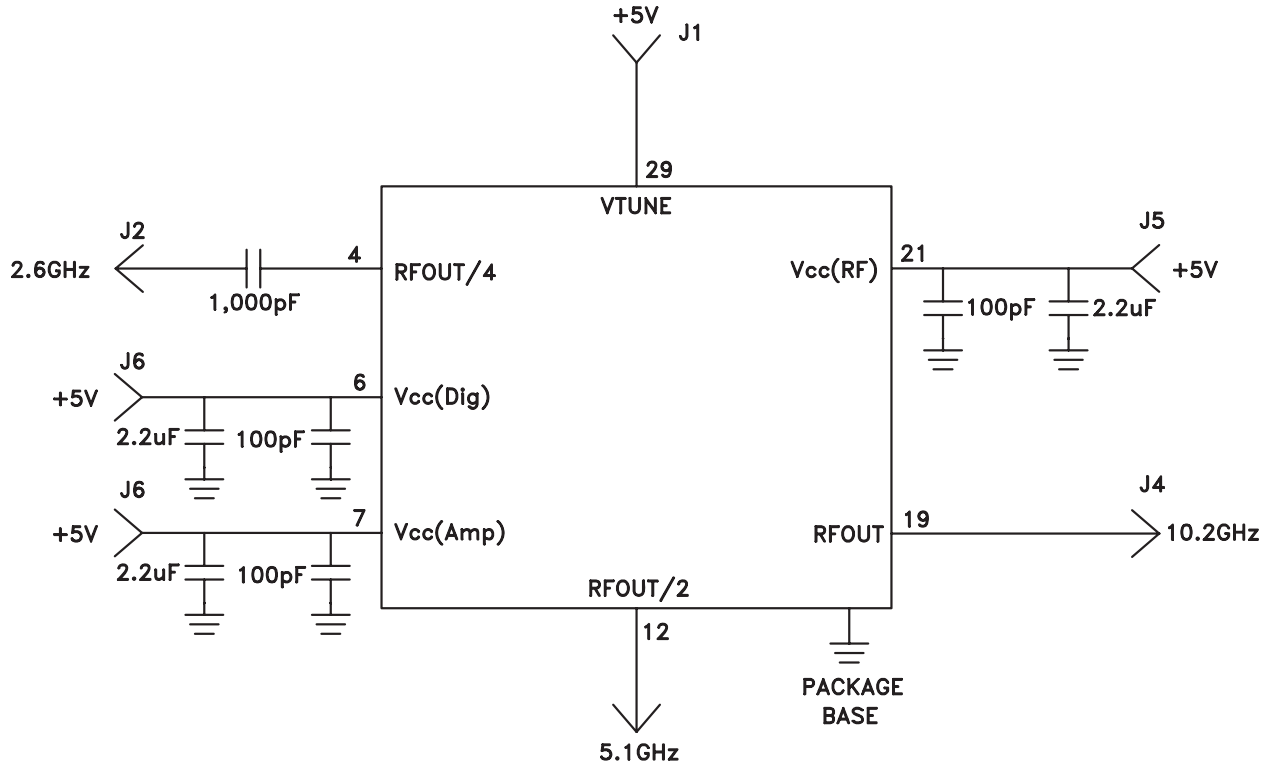 +5V
J1
29
VTUNE
J2
2.6GHz
4
RFOUT/4
1,000pF
Vcc(RF)
21
J5
+5V
100pF
2.2uF
J6
+5V
6
Vcc(Dig)
2.2uF
100pF
J6
+5V
7
Vcc(Amp)
2.2uF
100pF
RFOUT
19
J4
10.2GHz
RFOUT/2
12
5.1GHz
PACKAGE
BASE